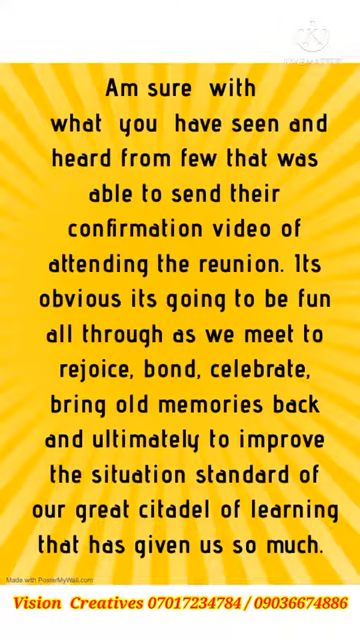 Am sure with
what you have seen and
heard from few that was
able to send their
confirmation video of
attending the reunion. Its
obvious its going to be fun
all through as we meet to
rejoice, bond, celebrate,
bring old memories back
and ultimately to improve
the situation standard of
our great citadel of learning
that has given us so much.
Made with PosterMyWall.com
Vision Creatives 07017234784 / 09036674886